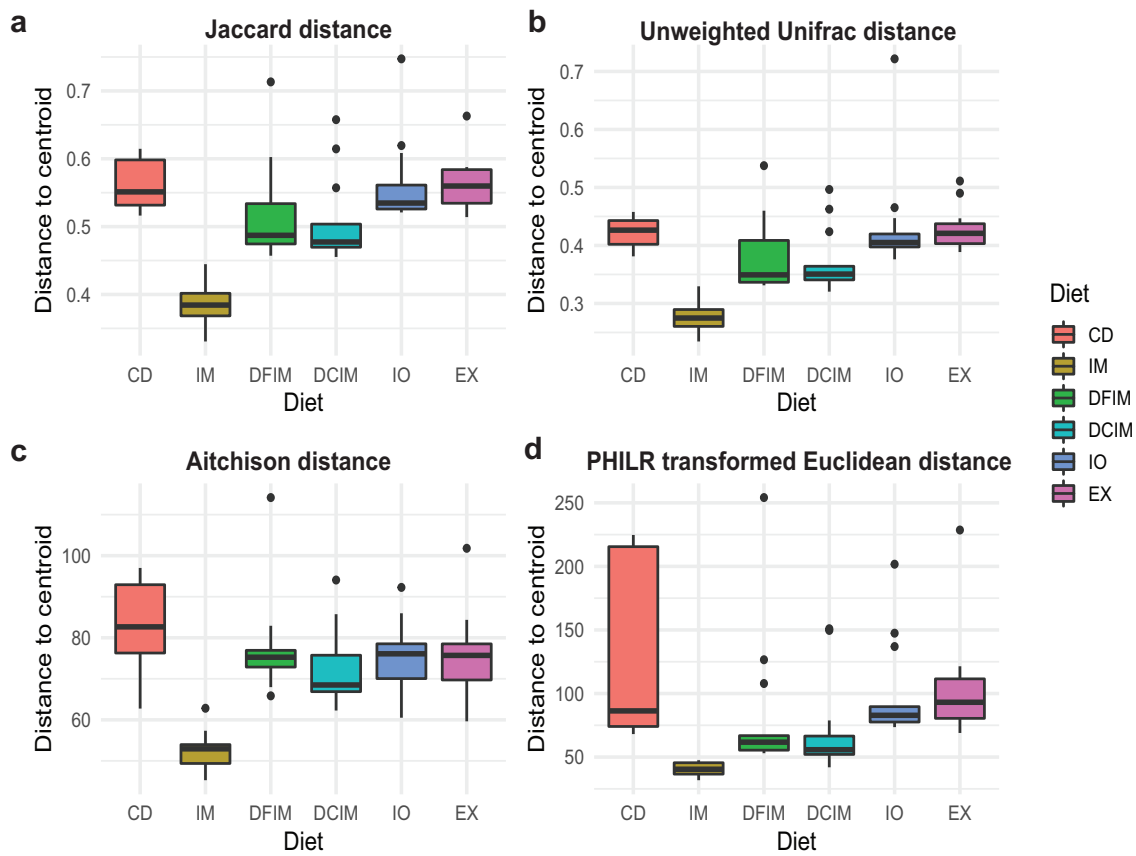 a
Jaccard distance
Distance to centroid
0.7
0.6
0.5
0.4
CD IM DFIM DCIM IO EX
Diet
b
Unweighted Unifrac distance
Distance to centroid
0.7
0.6
0.5
0.4
0.3
CD IM DFIM DCIM IO EX
Diet
c
Aitchison distance
Distance to centroid
100
80
60
CD IM DFIM DCIM IO EX
Diet
d
PHILR transformed Euclidean distance
Distance to centroid
250
200
150
100
50
CD IM DFIM DCIM IO EX
Diet
Diet
CD
IM
DFIM
DCIM
IO
EX